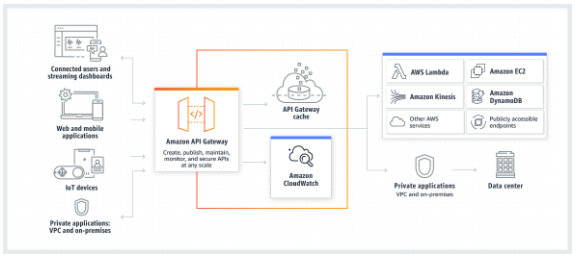 Connected users and
streaming dashboards
Web and mobile
applications
IoT devices
Private applications:
VPC and on-premises
</>
Amazon API Gateway
Create, publish, maintain,
monitor, and secure APIs
at any scale
API Gateway
cache
Amazon
CloudWatch
AWS Lambda
Amazon EC2
Amazon Kinesis
Amazon
DynamoDB
Other AWS
services
Publicly accessible
endpoints
Private applications
VPC and on-premises
Data center